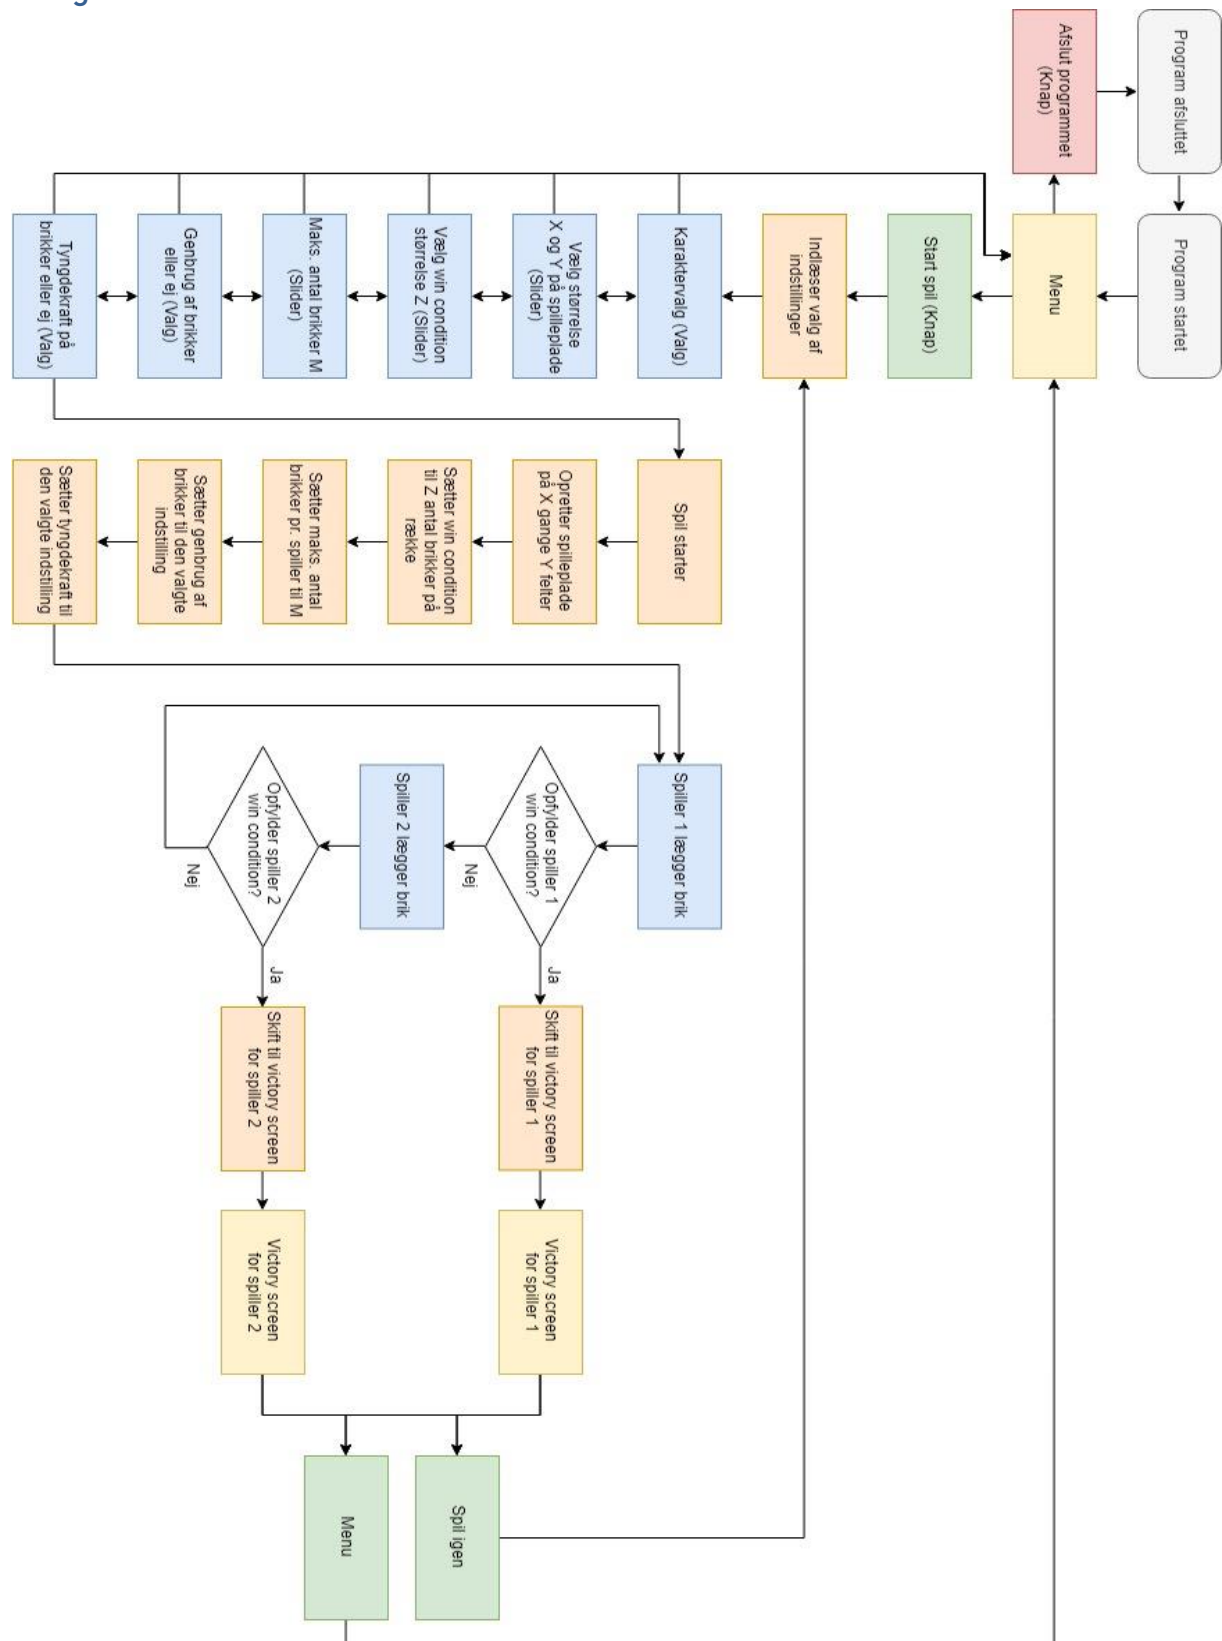 Program afsluttet
Program startet
Afslut programmet
(Knap)
Menu
Start spil (Knap)
Indlæser valg af
indstillinger
Karaktervalg (Valg)
Vælg størrelse
X og Y på spilleplade
(Slider)
Vælg win condition
størrelse Z (Slider)
Maks. antal brikker M
(Slider)
Genbrug af brikker
eller ej (Valg)
Tyngdekraft på
brikker eller ej (Valg)
Spil starter
Opretter spilleplade
på X gange Y felter
Sætter win condition
til Z antal brikker på
række
Sætter maks. antal
brikker pr. spiller til M
Sætter genbrug af
brikker til den valgte
indstilling
Sætter tyngdekraft til
den valgte indstilling
Spiller 1 lægger brik
Opfylder spiller 1
win condition?
Nej
Ja
Spiller 2 lægger brik
Opfylder spiller 2
win condition?
Nej
Ja
Skift til victory screen
for spiller 1
Skift til victory screen
for spiller 2
Victory screen
for spiller 1
Victory screen
for spiller 2
Spil igen
Menu